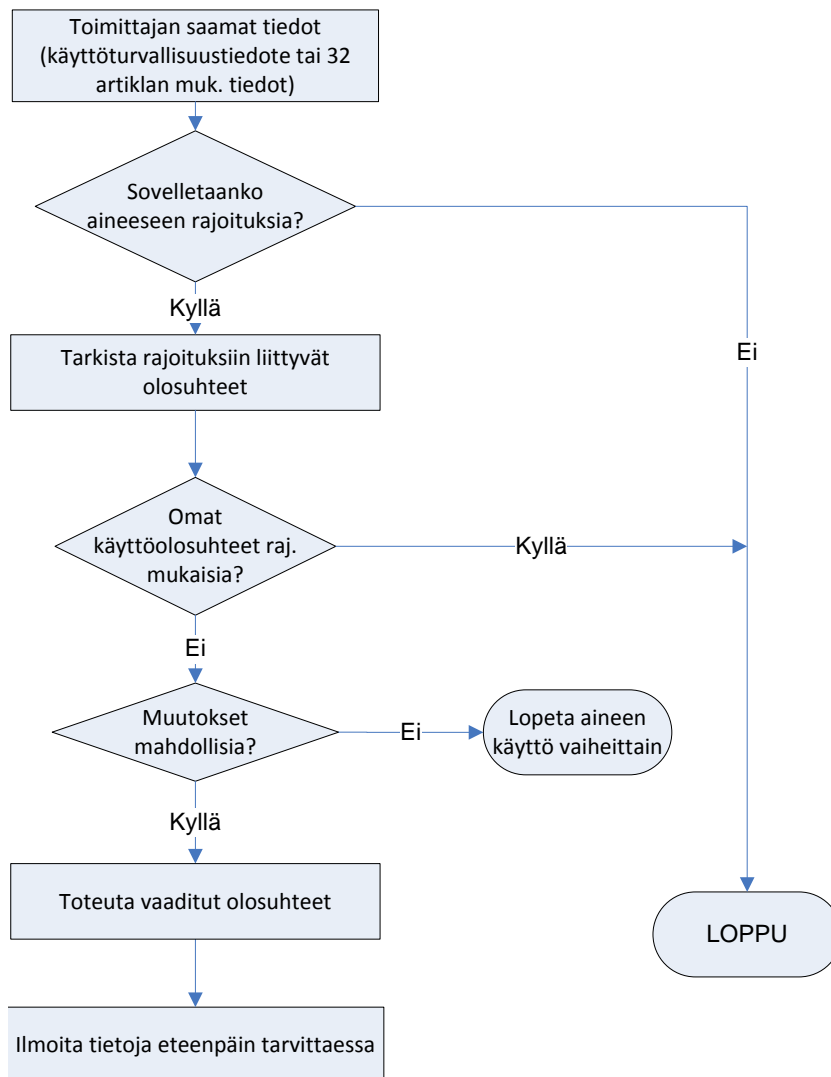 Toimittajan saamat tiedot
(käyttöturvallisuustiedote tai 32
artiklan muk. tiedot)
Sovelletaanko
aineeseen rajoituksia?
Kyllä
Ei
Tarkista rajoituksiin liittyvät
olosuhteet
Omat
käyttöolosuhteet raj.
mukaisia?
Kyllä
Ei
Muutokset
mahdollisia?
Ei
Lopeta aineen
käyttö vaiheittain
Kyllä
Toteuta vaaditut olosuhteet
LOPPU
Ilmoita tietoja eteenpäin tarvittaessa